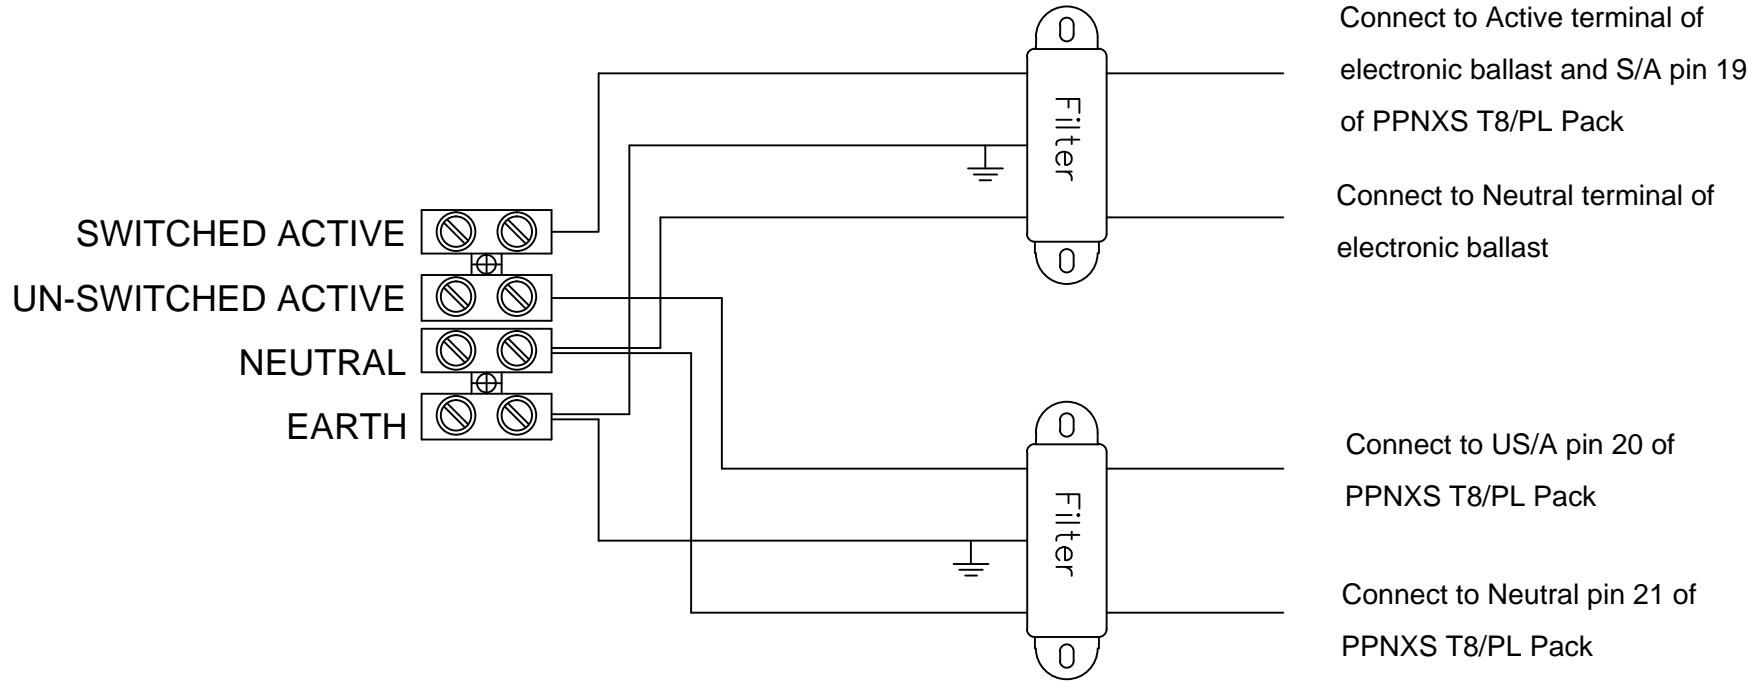 Connect to Active terminal of
electronic ballast and S/A pin 19
of PPNXS T8/PL Pack
Filter
Connect to Neutral terminal of
electronic ballast
SWITCHED ACTIVE
UN-SWITCHED ACTIVE
NEUTRAL
EARTH
Connect to US/A pin 20 of
PPNXS T8/PL Pack
Filter
Connect to Neutral pin 21 of
PPNXS T8/PL Pack